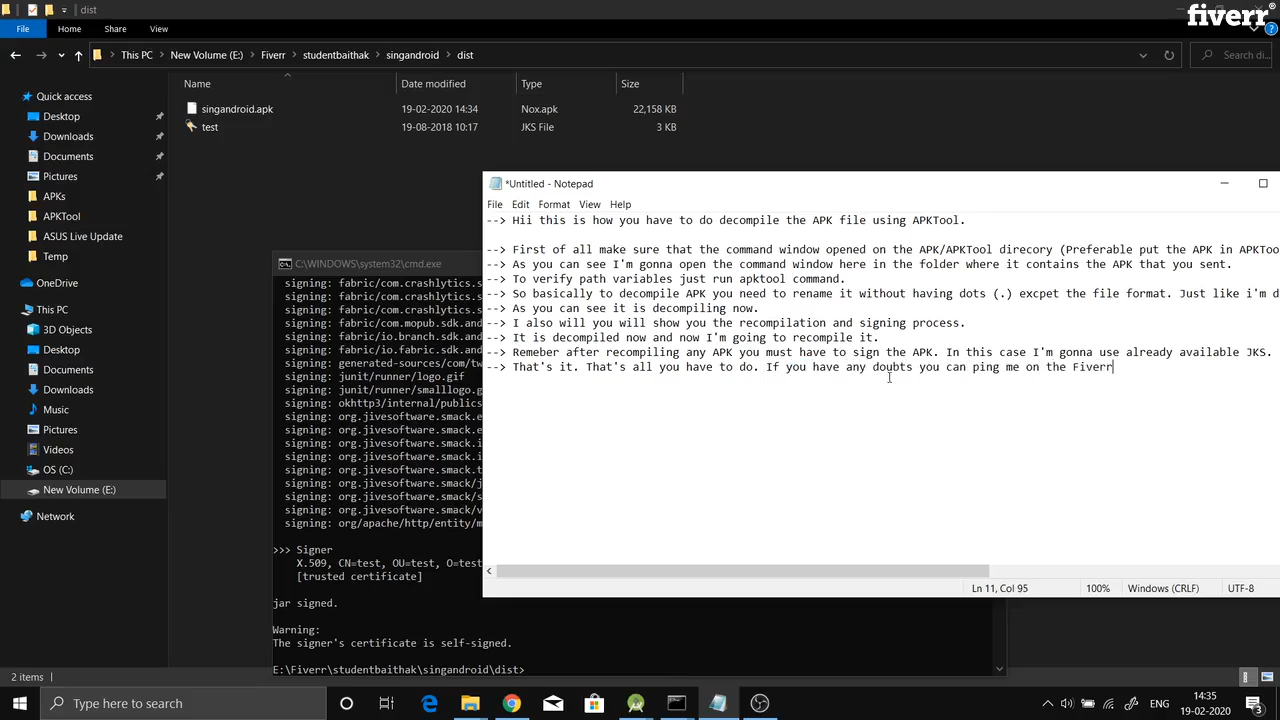 dist
fiverr®
File Home Share View
This PC New Volume (E:) Fiverr studentbaithak singandroid dist
Search di...
Name Date modified Type Size
singandroid.apk 19-02-2020 14:34 Nox.apk 22,158 KB
test 19-08-2018 10:17 JKS File 3 KB
Quick access
Desktop
Downloads
Documents
Pictures
APKs
APKTool
ASUS Live Update
Temp
OneDrive
This PC
3D Objects
Desktop
Documents
Downloads
Music
Pictures
Videos
OS (C:)
New Volume (E:)
Network
2 items
*Untitled - Notepad
File Edit Format View Help
--> Hii this is how you have to do decompile the APK file using APKTool.
--> First of all make sure that the command window opened on the APK/APKTool direcory (Preferable put the APK in APKToo
--> As you can see I'm gonna open the command window here in the folder where it contains the APK that you sent.
--> To verify path variables just run apktool command.
--> So basically to decompile APK you need to rename it without having dots (.) excpet the file format. Just like i'm d
--> As you can see it is decompiling now.
--> I also will you will show you the recompilation and signing process.
--> It is decompiled now and now I'm going to recompile it.
--> Remeber after recompiling any APK you must have to sign the APK. In this case I'm gonna use already available JKS.
--> That's it. That's all you have to do. If you have any doubts you can ping me on the Fiverr
Ln 11, Col 95 100% Windows (CRLF) UTF-8
C:\WINDOWS\system32\cmd.exe
signing: fabric/com.crashlytics.s
signing: fabric/com.crashlytics.s
signing: fabric/com.crashlytics.s
signing: fabric/com.mopub.sdk.and
signing: fabric/io.branch.sdk.and
signing: fabric/io.fabric.sdk.and
signing: generated-sources/com/tw
signing: junit/runner/logo.gif
signing: junit/runner/smalllogo.g
signing: okhttp3/internal/publics
signing: org.jivesoftware.smack.e
signing: org.jivesoftware.smack.i
signing: org.jivesoftware.smack.i
signing: org.jivesoftware.smack.s
signing: org.jivesoftware.smack.t
signing: org.jivesoftware.smack/j
signing: org.jivesoftware.smack/s
signing: org.jivesoftware.smack/v
signing: org/apache/http/entity/m
>>> Signer
X.509, CN=test, OU=test, O=test
[trusted certificate]
jar signed.
Warning:
The signer's certificate is self-signed.
E:\Fiverr\studentbaithak\singandroid\dist>
Type here to search
ENG
14:35
19-02-2020
3